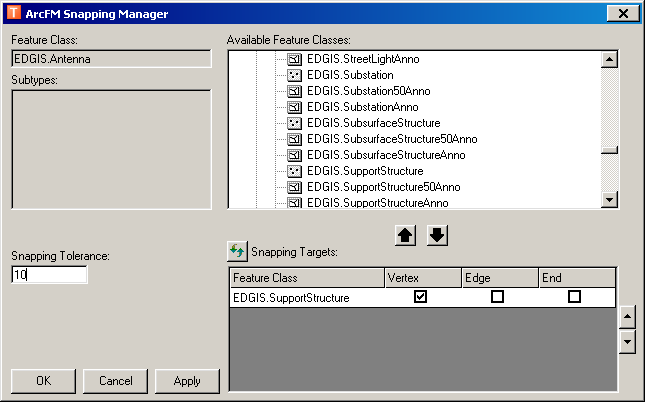 ArcFM Snapping Manager
Feature Class:
EDGIS.Antenna
Subtypes:
Available Feature Classes:
EDGIS.StreetLightAnno
EDGIS.Substation
EDGIS.Substation50Anno
EDGIS.SubstationAnno
EDGIS.SubsurfaceStructure
EDGIS.SubsurfaceStructure50Anno
EDGIS.SubsurfaceStructureAnno
EDGIS.SupportStructure
EDGIS.SupportStructure50Anno
EDGIS.SupportStructureAnno
Snapping Tolerance:
10
Snapping Targets:
Feature Class Vertex Edge End
EDGIS.SupportStructure
OK Cancel Apply